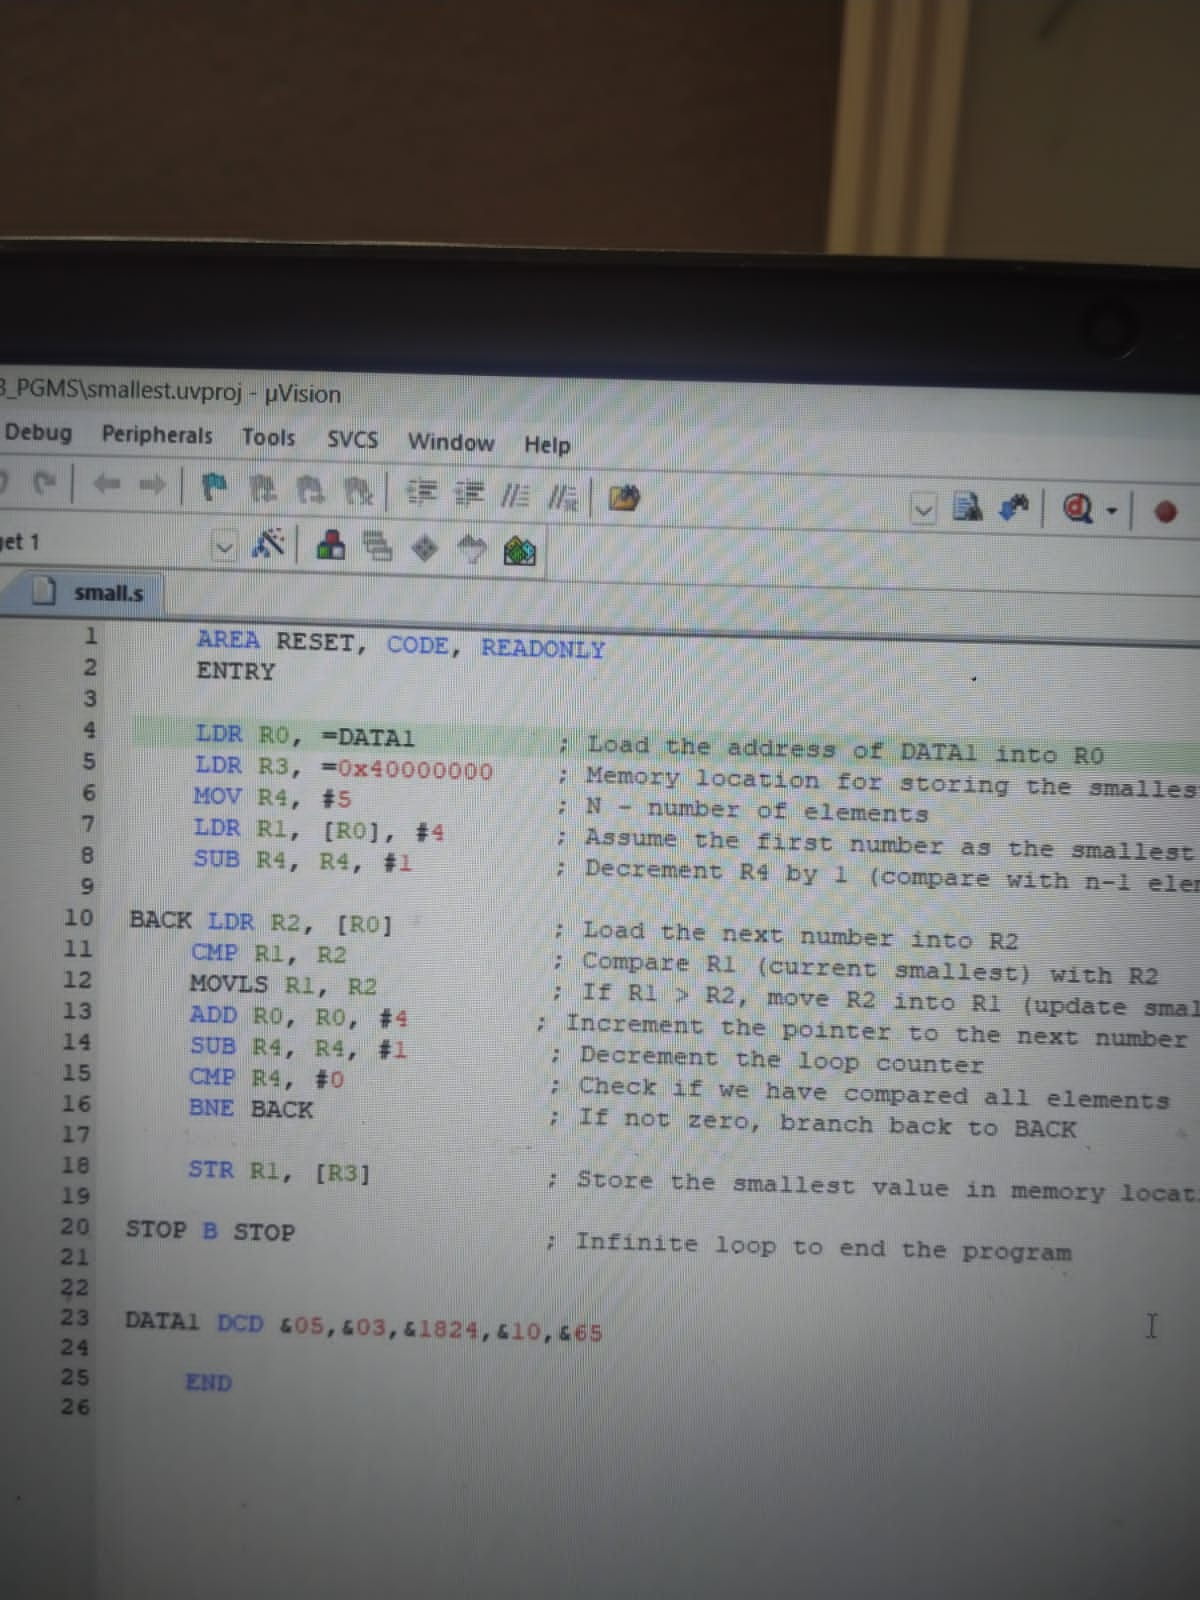 3_PGMS\smallest.uvproj - µVision
Debug Peripherals Tools SVCS Window Help
get 1
small.s
1 AREA RESET, CODE, READONLY
2 ENTRY
3
4 LDR R0, =DATA1 ; Load the address of DATA1 into R0
5 LDR R3, =0x40000000 ; Memory location for storing the smalles
6 MOV R4, #5 ; N - number of elements
7 LDR R1, [R0], #4 ; Assume the first number as the smallest
8 SUB R4, R4, #1 ; Decrement R4 by 1 (compare with n-1 eler
9
10 BACK LDR R2, [R0] ; Load the next number into R2
11 CMP R1, R2 ; Compare R1 (current smallest) with R2
12 MOVLS R1, R2 ; If R1 > R2, move R2 into R1 (update smal
13 ADD R0, R0, #4 ; Increment the pointer to the next number
14 SUB R4, R4, #1 ; Decrement the loop counter
15 CMP R4, #0 ; Check if we have compared all elements
16 BNE BACK ; If not zero, branch back to BACK
17
18 STR R1, [R3] ; Store the smallest value in memory locat
19
20 STOP B STOP ; Infinite loop to end the program
21
22
23 DATA1 DCD &05,&03,&1824,&10,&65
24
25 END
26